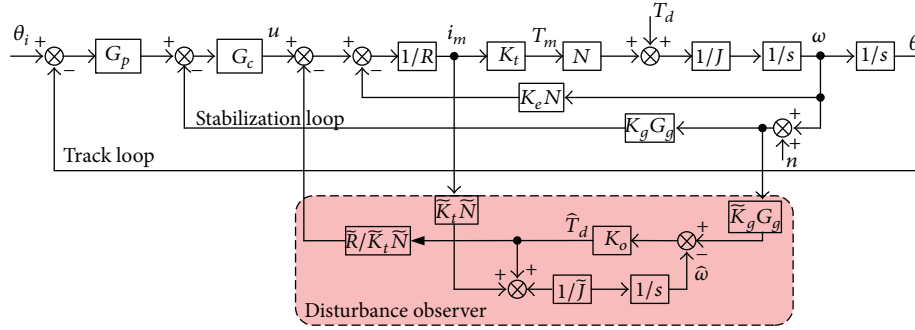 θ_i + − G_p + − G_c u + − + − 1/R i_m K_t T_m N + + T_d 1/J 1/s ω 1/s θ
K_e N
Stabilization loop K_g G_g + + n
Track loop
K̃_t Ñ K̃_g G_g
R̃/K̃_t Ñ T̂_d K_o + −
+ + 1/J̃ 1/s ω̂
Disturbance observer